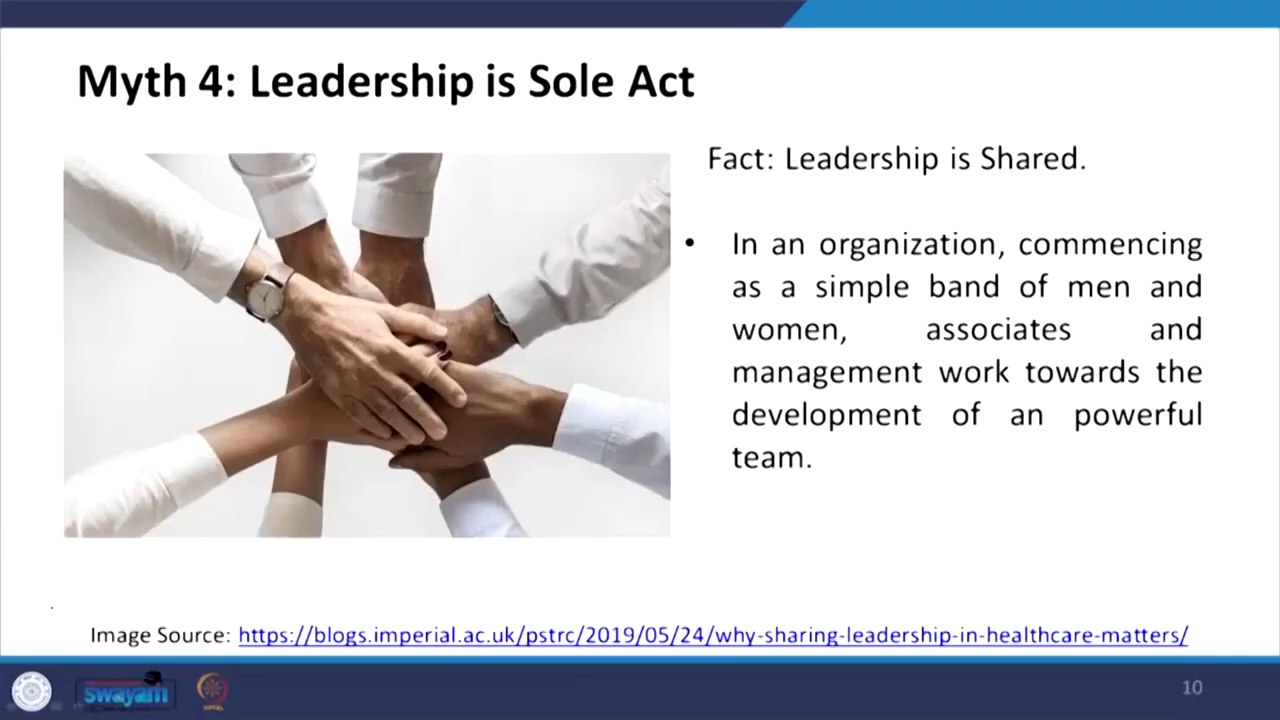 Myth 4: Leadership is Sole Act
Fact: Leadership is Shared.
• In an organization, commencing
as a simple band of men and
women, associates and
management work towards the
development of an powerful
team.
Image Source: https://blogs.imperial.ac.uk/pstrc/2019/05/24/why-sharing-leadership-in-healthcare-matters/
swayam
NPTEL
10